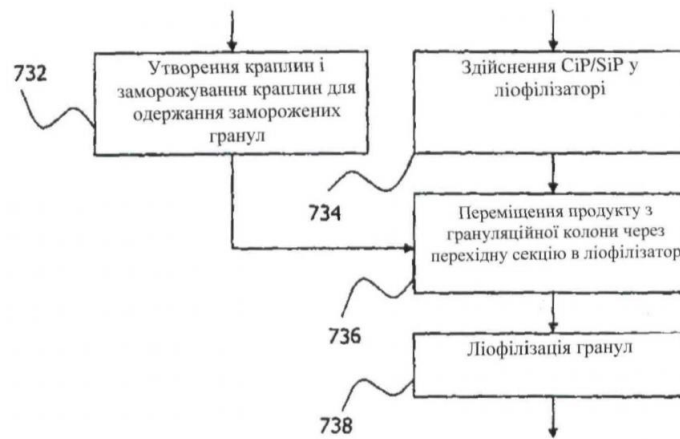 732
Утворення краплин і
заморожування краплин для
одержання заморожених
гранул
Здійснення CiP/SiP у
ліофілізаторі
734
Переміщення продукту з
грануляційної колони через
перехідну секцію в ліофілізатор
736
Ліофілізація гранул
738